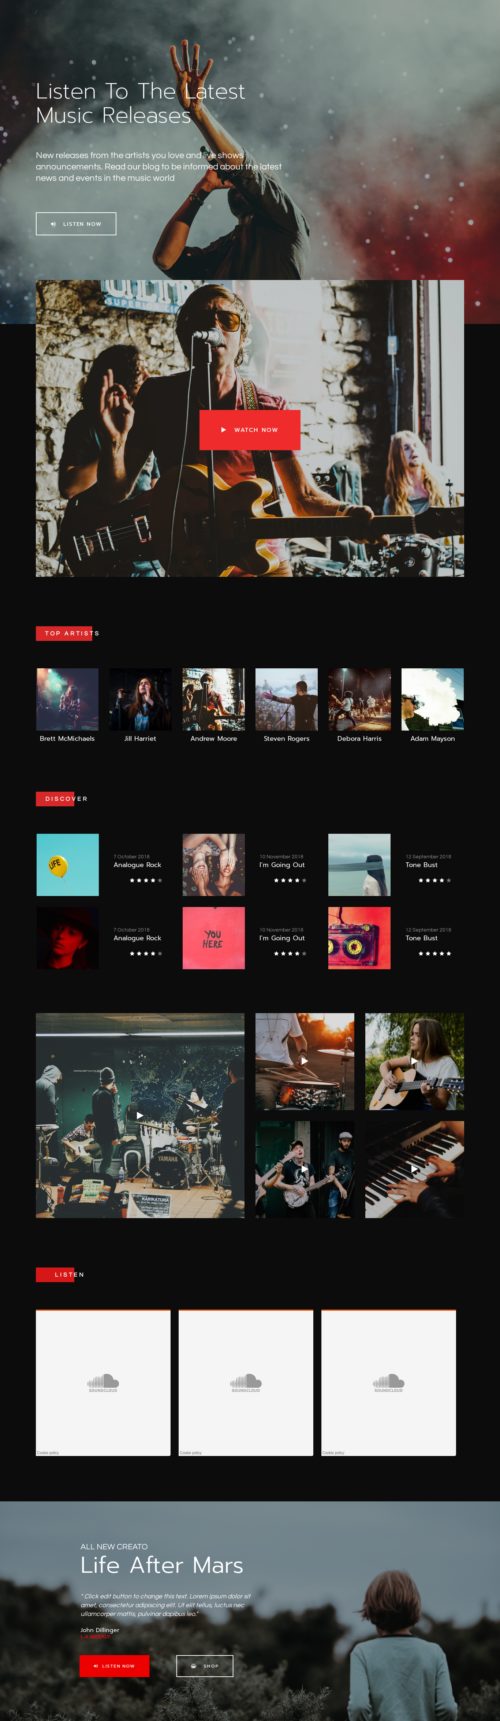 Listen To The Latest
Music Releases
New releases from the artists you love and live shows
announcements. Read our blog to be informed about the latest
news and events in the music world
LISTEN NOW
WATCH NOW
TOP ARTISTS
Brett McMichaels
Jill Harriet
Andrew Moore
Steven Rogers
Debora Harris
Adam Mayson
DISCOVER
LIFE
7 October 2018
Analogue Rock
10 November 2018
I'm Going Out
12 September 2018
Tone Bust
7 October 2018
Analogue Rock
YOU
HERE
10 November 2018
I'm Going Out
12 September 2018
Tone Bust
YAMAHA
LISTEN
SOUNDCLOUD
Cookie policy
SOUNDCLOUD
Cookie policy
SOUNDCLOUD
Cookie policy
ALL NEW CREATO
Life After Mars
" Click edit button to change this text. Lorem ipsum dolor sit
amet, consectetur adipiscing elit. Ut elit tellus, luctus nec
ullamcorper mattis, pulvinar dapibus leo."
John Dillinger
LISTEN NOW
SHOP